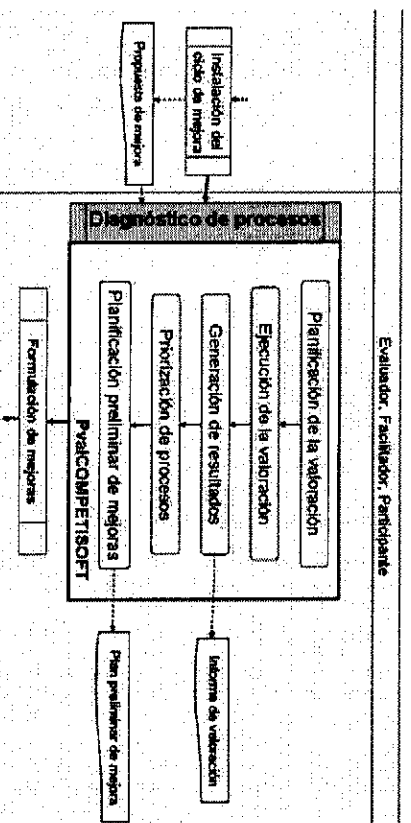 Evaluador, Facilitador, Participante
Instalación del
ciclo de mejora
Propuesta de mejora
Diagnóstico de procesos
Planificación de la valoración
Ejecución de la valoración
Generación de resultados
Priorización de procesos
Planificación preliminar de mejoras
PvalCOMPETISOFT
Informe de valoración
Plan preliminar de mejora
Formulación de mejoras